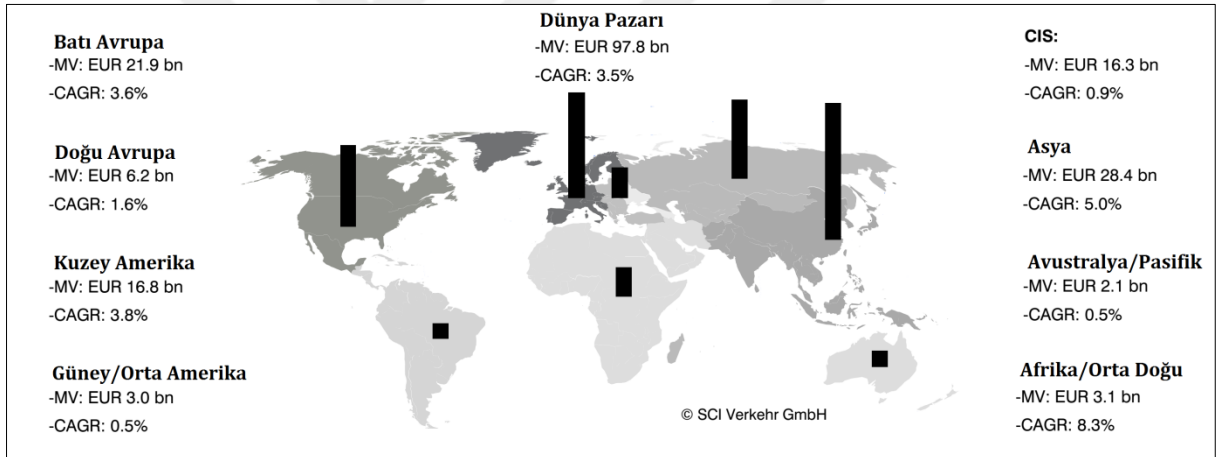 Dünya Pazarı
-MV: EUR 97.8 bn
-CAGR: 3.5%
Batı Avrupa
-MV: EUR 21.9 bn
-CAGR: 3.6%
Doğu Avrupa
-MV: EUR 6.2 bn
-CAGR: 1.6%
Kuzey Amerika
-MV: EUR 16.8 bn
-CAGR: 3.8%
Güney/Orta Amerika
-MV: EUR 3.0 bn
-CAGR: 0.5%
CIS:
-MV: EUR 16.3 bn
-CAGR: 0.9%
Asya
-MV: EUR 28.4 bn
-CAGR: 5.0%
Avustralya/Pasifik
-MV: EUR 2.1 bn
-CAGR: 0.5%
Afrika/Orta Doğu
-MV: EUR 3.1 bn
-CAGR: 8.3%
© SCI Verkehr GmbH